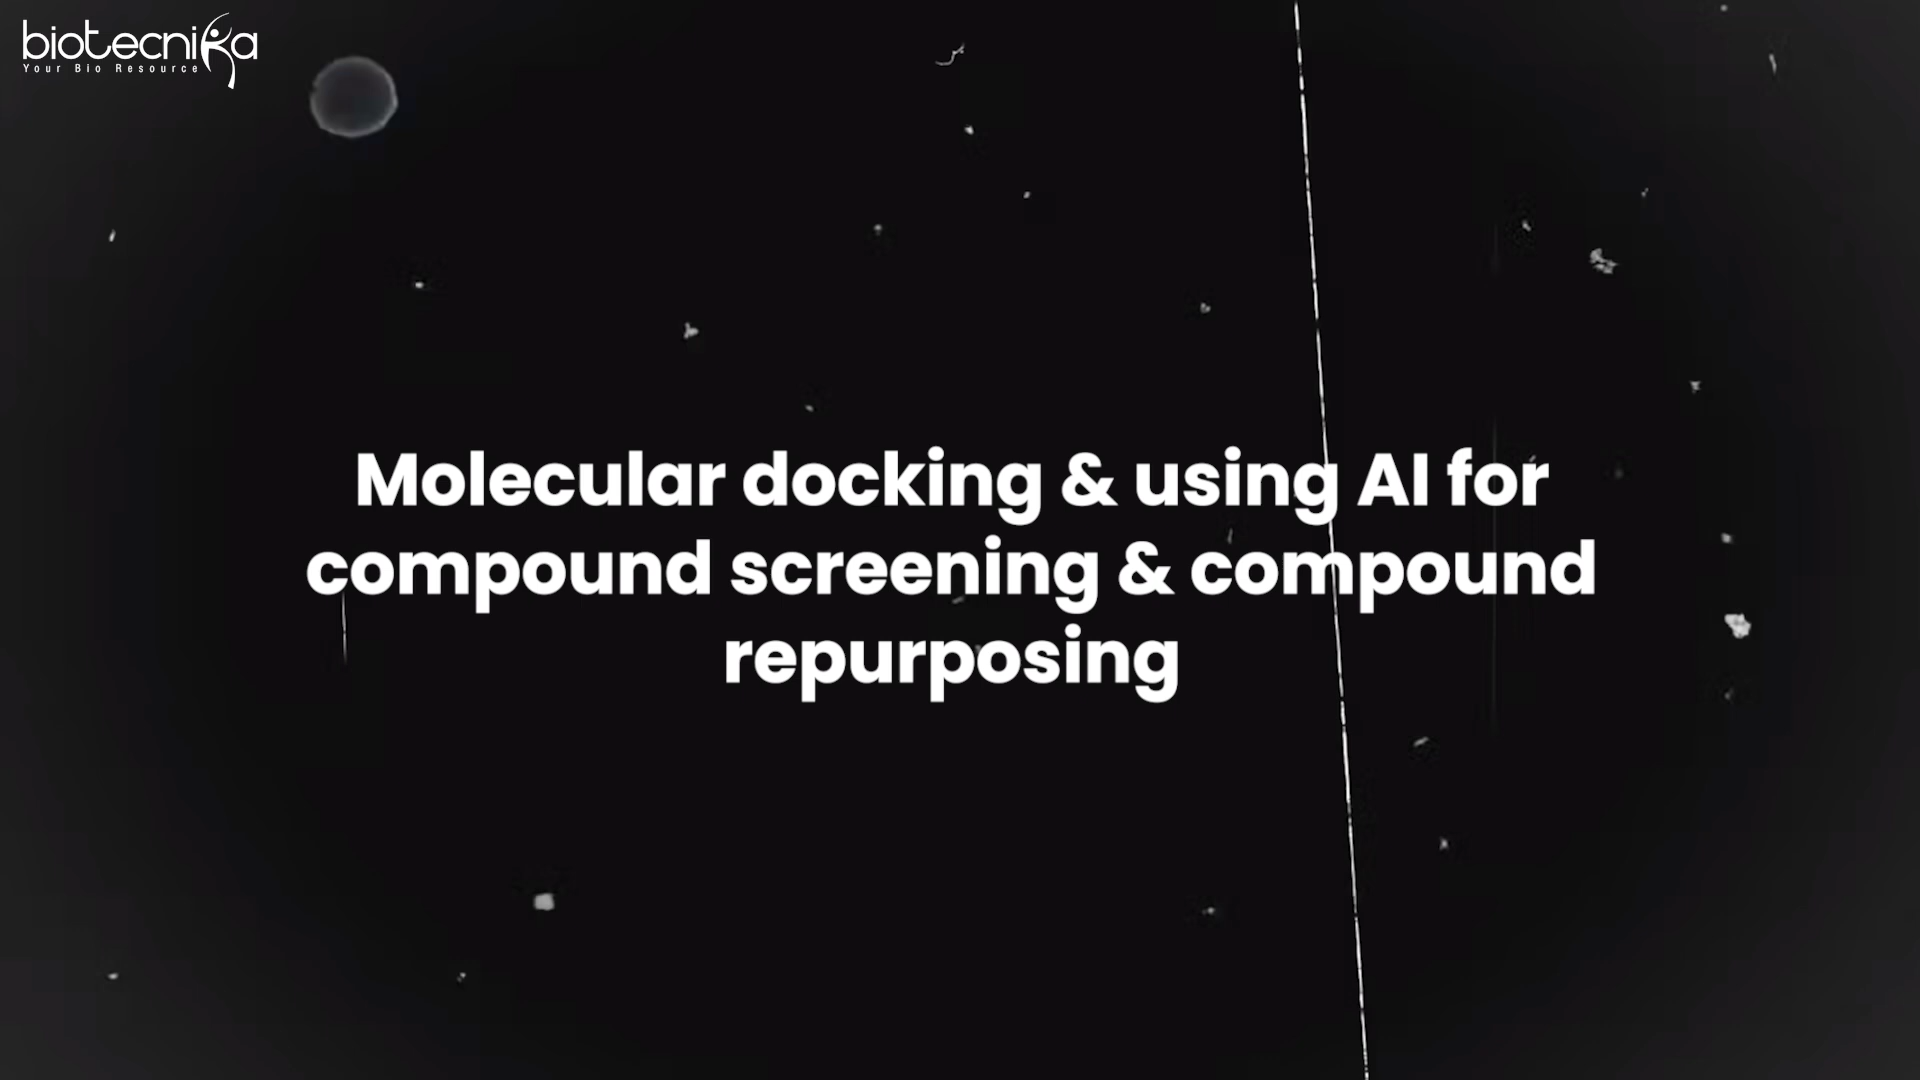 biotecnika
Your Bio Resource
Molecular docking & using AI for
compound screening & compound
repurposing